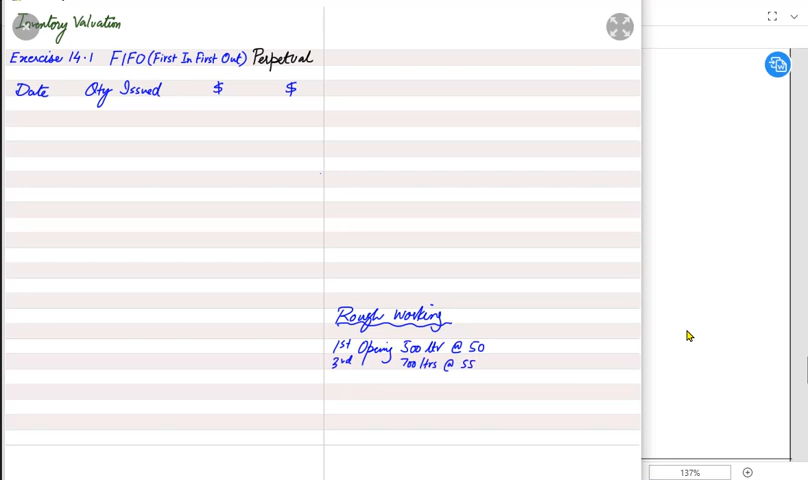 Inventory Valuation
Exercise 14.1 FIFO (First In First Out) Perpetual
Date Qty Issued $ $
Rough Working
1st Opening 500 ltr @ 50
3rd 700 ltrs @ 55
137%